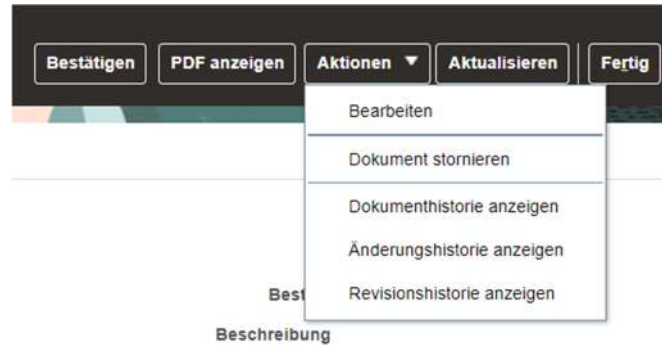 Bestätigen PDF anzeigen Aktionen ▼ Aktualisieren Fertig
Bearbeiten
Dokument stornieren
Dokumenthistorie anzeigen
Änderungshistorie anzeigen
Best Revisionshistorie anzeigen
Beschreibung